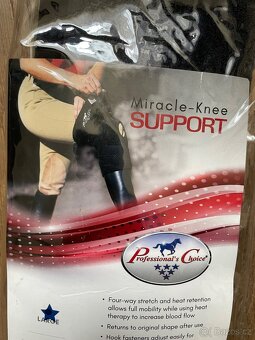 Miracle-Knee
SUPPORT
Professional's Choice®
LARGE
• Four-way stretch and heat retention
allows full mobility while using heat
therapy to increase blood flow
• Returns to original shape after use
• Hook fasteners adjust easily for